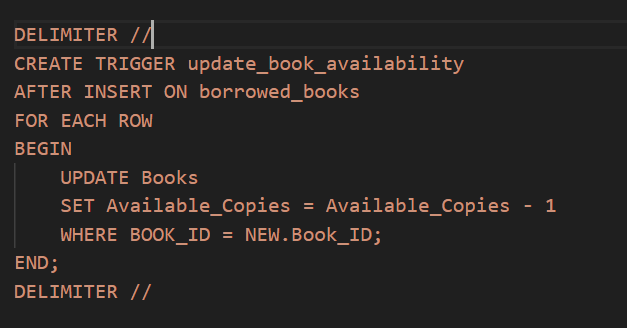 DELIMITER //
CREATE TRIGGER update_book_availability
AFTER INSERT ON borrowed_books
FOR EACH ROW
BEGIN
    UPDATE Books
    SET Available_Copies = Available_Copies - 1
    WHERE BOOK_ID = NEW.Book_ID;
END;
DELIMITER //